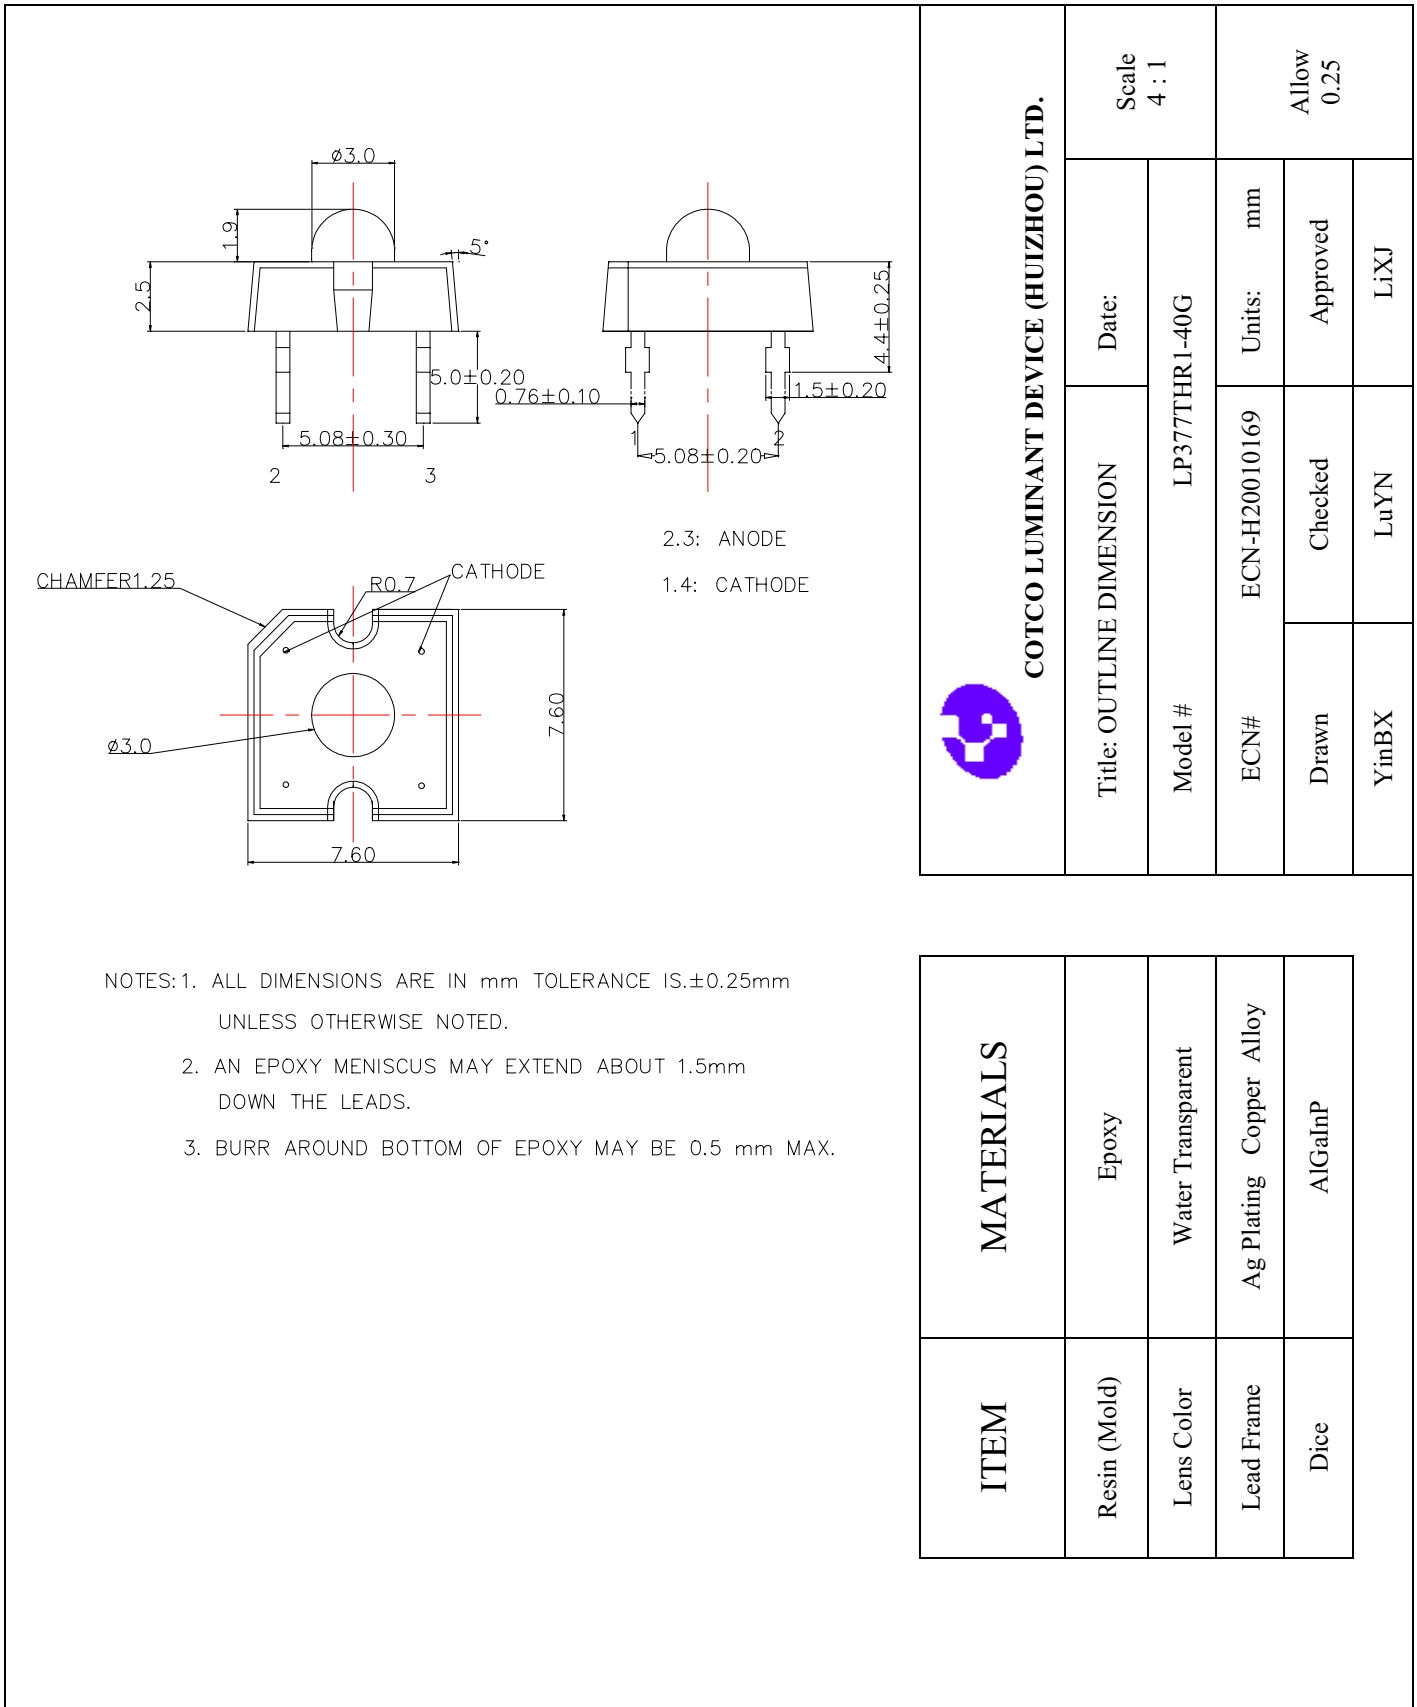 ø3.0
1.9
5°
2.5
5.0±0.20
5.08±0.30
2
3
4.4±0.25
0.76±0.10
1.5±0.20
1
2
5.08±0.20
2.3: ANODE
1.4: CATHODE
CHAMFER1.25
R0.7
CATHODE
ø3.0
7.60
7.60
NOTES:1. ALL DIMENSIONS ARE IN mm TOLERANCE IS.±0.25mm
UNLESS OTHERWISE NOTED.
2. AN EPOXY MENISCUS MAY EXTEND ABOUT 1.5mm
DOWN THE LEADS.
3. BURR AROUND BOTTOM OF EPOXY MAY BE 0.5 mm MAX.
COTCO LUMINANT DEVICE (HUIZHOU) LTD.
Title: OUTLINE DIMENSION
Date:
Scale
4 : 1
Model #
LP377THR1-40G
ECN#
ECN-H20010169
Units: mm
Allow
0.25
Drawn
Checked
Approved
YinBX
LuYN
LiXJ
ITEM
MATERIALS
Resin (Mold)
Epoxy
Lens Color
Water Transparent
Lead Frame
Ag Plating Copper Alloy
Dice
AlGaInP